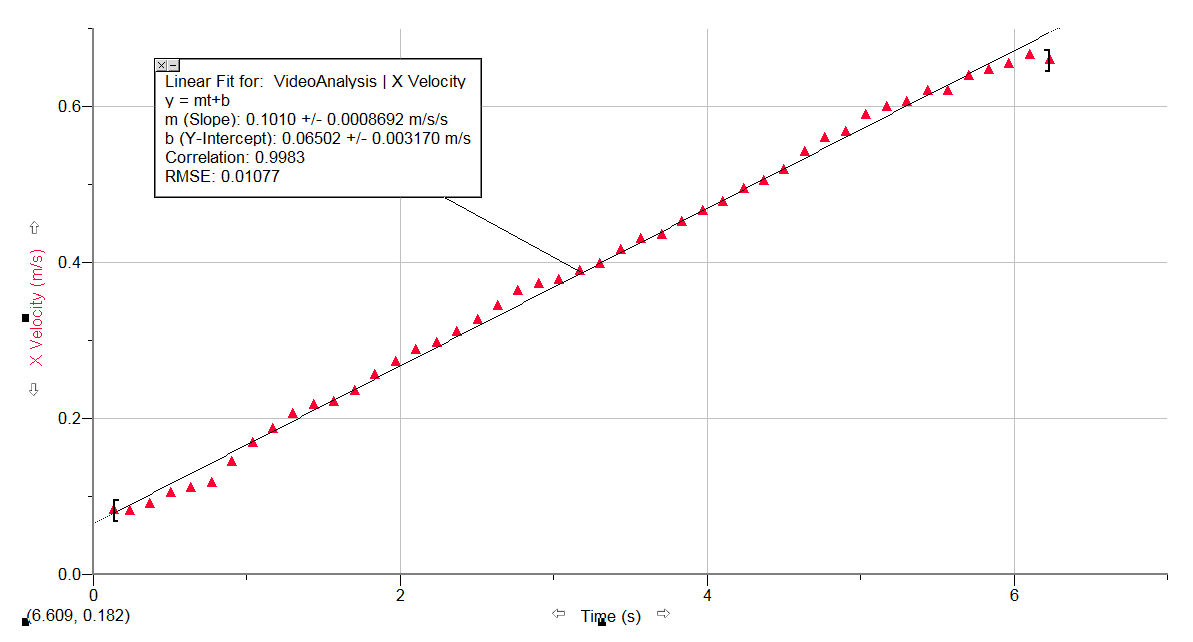 Linear Fit for: VideoAnalysis | X Velocity
y = mt+b
m (Slope): 0.1010 +/- 0.0008692 m/s/s
b (Y-Intercept): 0.06502 +/- 0.003170 m/s
Correlation: 0.9983
RMSE: 0.01077
0.6
0.4
0.2
0.0
X Velocity (m/s)
0 2 4 6
(6.609, 0.182)
Time (s)